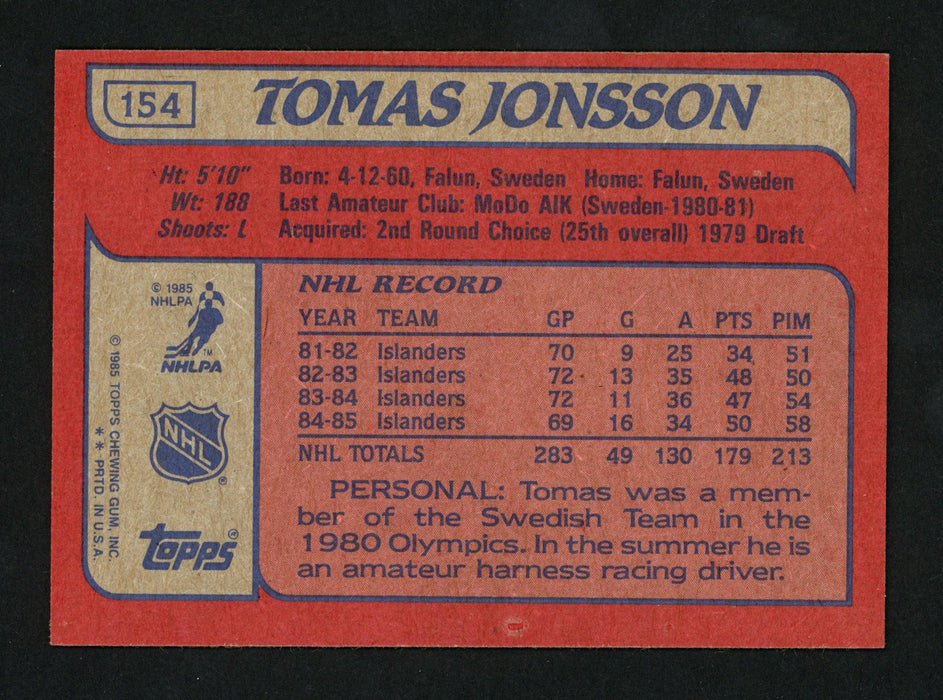 154 TOMAS JONSSON
Ht: 5'10" Born: 4-12-60, Falun, Sweden Home: Falun, Sweden
Wt: 188 Last Amateur Club: MoDo AIK (Sweden-1980-81)
Shoots: L Acquired: 2nd Round Choice (25th overall) 1979 Draft
NHL RECORD
YEAR TEAM GP G A PTS PIM
81-82 Islanders 70 9 25 34 51
82-83 Islanders 72 13 35 48 50
83-84 Islanders 72 11 36 47 54
84-85 Islanders 69 16 34 50 58
NHL TOTALS 283 49 130 179 213
PERSONAL: Tomas was a mem-
ber of the Swedish Team in the
1980 Olympics. In the summer he is
an amateur harness racing driver.
© 1985
NHLPA
TM
NHLPA
NHL ®
topps ®
© 1985 TOPPS CHEWING GUM, INC.
** PRTD. IN U.S.A.